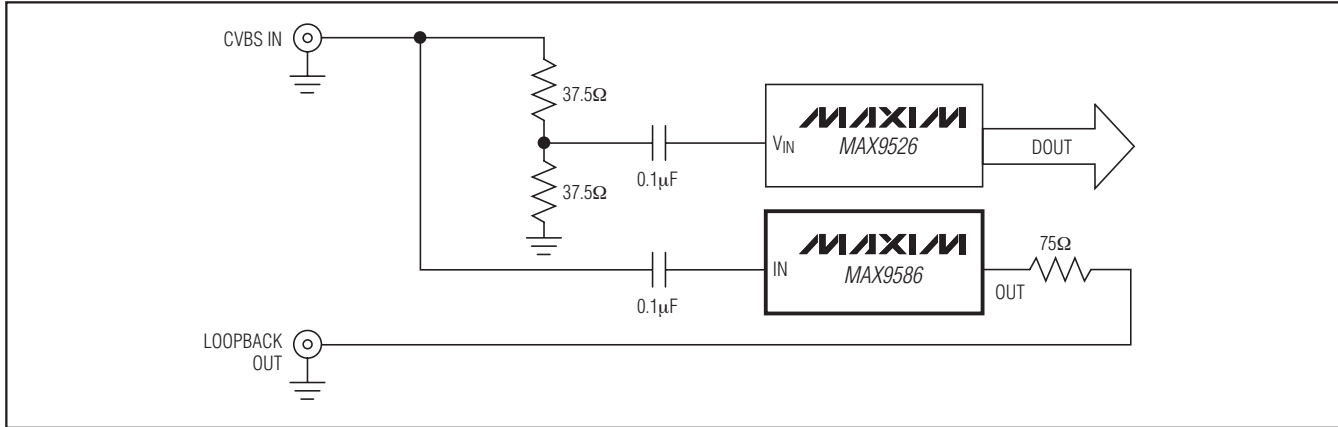 CVBS IN
37.5Ω
37.5Ω
0.1μF
VIN
MAXIM
MAX9526
DOUT
0.1μF
IN
MAXIM
MAX9586
OUT
75Ω
LOOPBACK
OUT